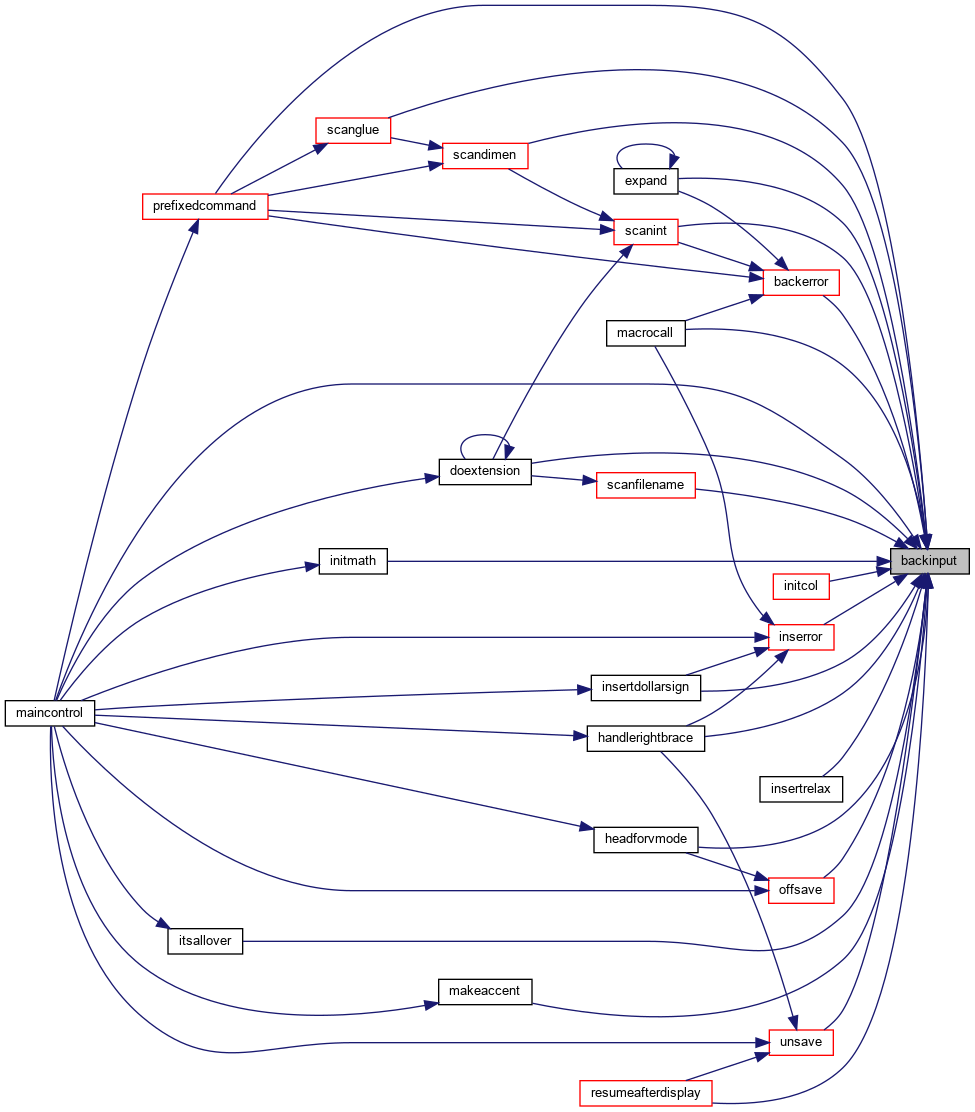 scanglue
scandimen
expand
prefixedcommand
scanint
backerror
macrocall
doextension
scanfilename
initmath
backinput
initcol
inserror
insertdollarsign
maincontrol
handlerightbrace
insertrelax
headforvmode
offsave
itsallover
makeaccent
unsave
resumeafterdisplay